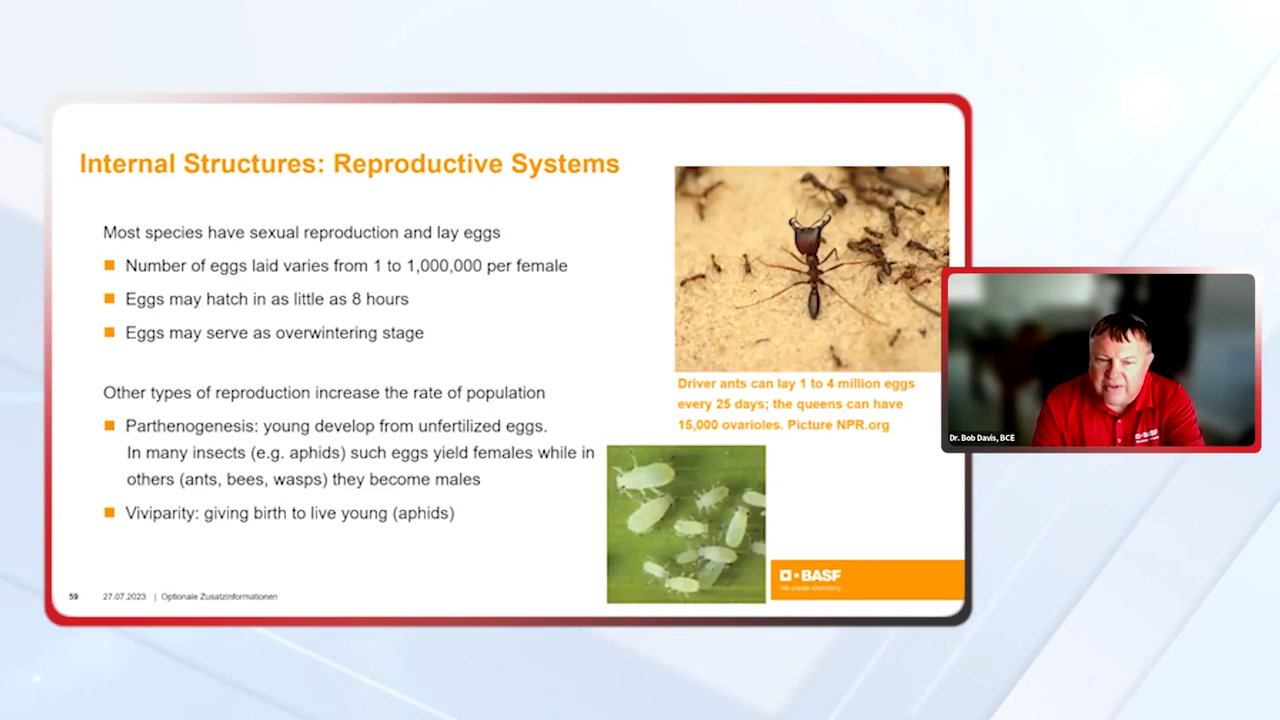 Internal Structures: Reproductive Systems
Most species have sexual reproduction and lay eggs
Number of eggs laid varies from 1 to 1,000,000 per female
Eggs may hatch in as little as 8 hours
Eggs may serve as overwintering stage
Other types of reproduction increase the rate of population
Parthenogenesis: young develop from unfertilized eggs.
In many insects (e.g. aphids) such eggs yield females while in
others (ants, bees, wasps) they become males
Viviparity: giving birth to live young (aphids)
Driver ants can lay 1 to 4 million eggs
every 25 days; the queens can have
15,000 ovarioles. Picture NPR.org
BASF
We create chemistry
59 27.07.2023 | Optionale Zusatzinformationen
BASF
Dr. Bob Davis, BCE